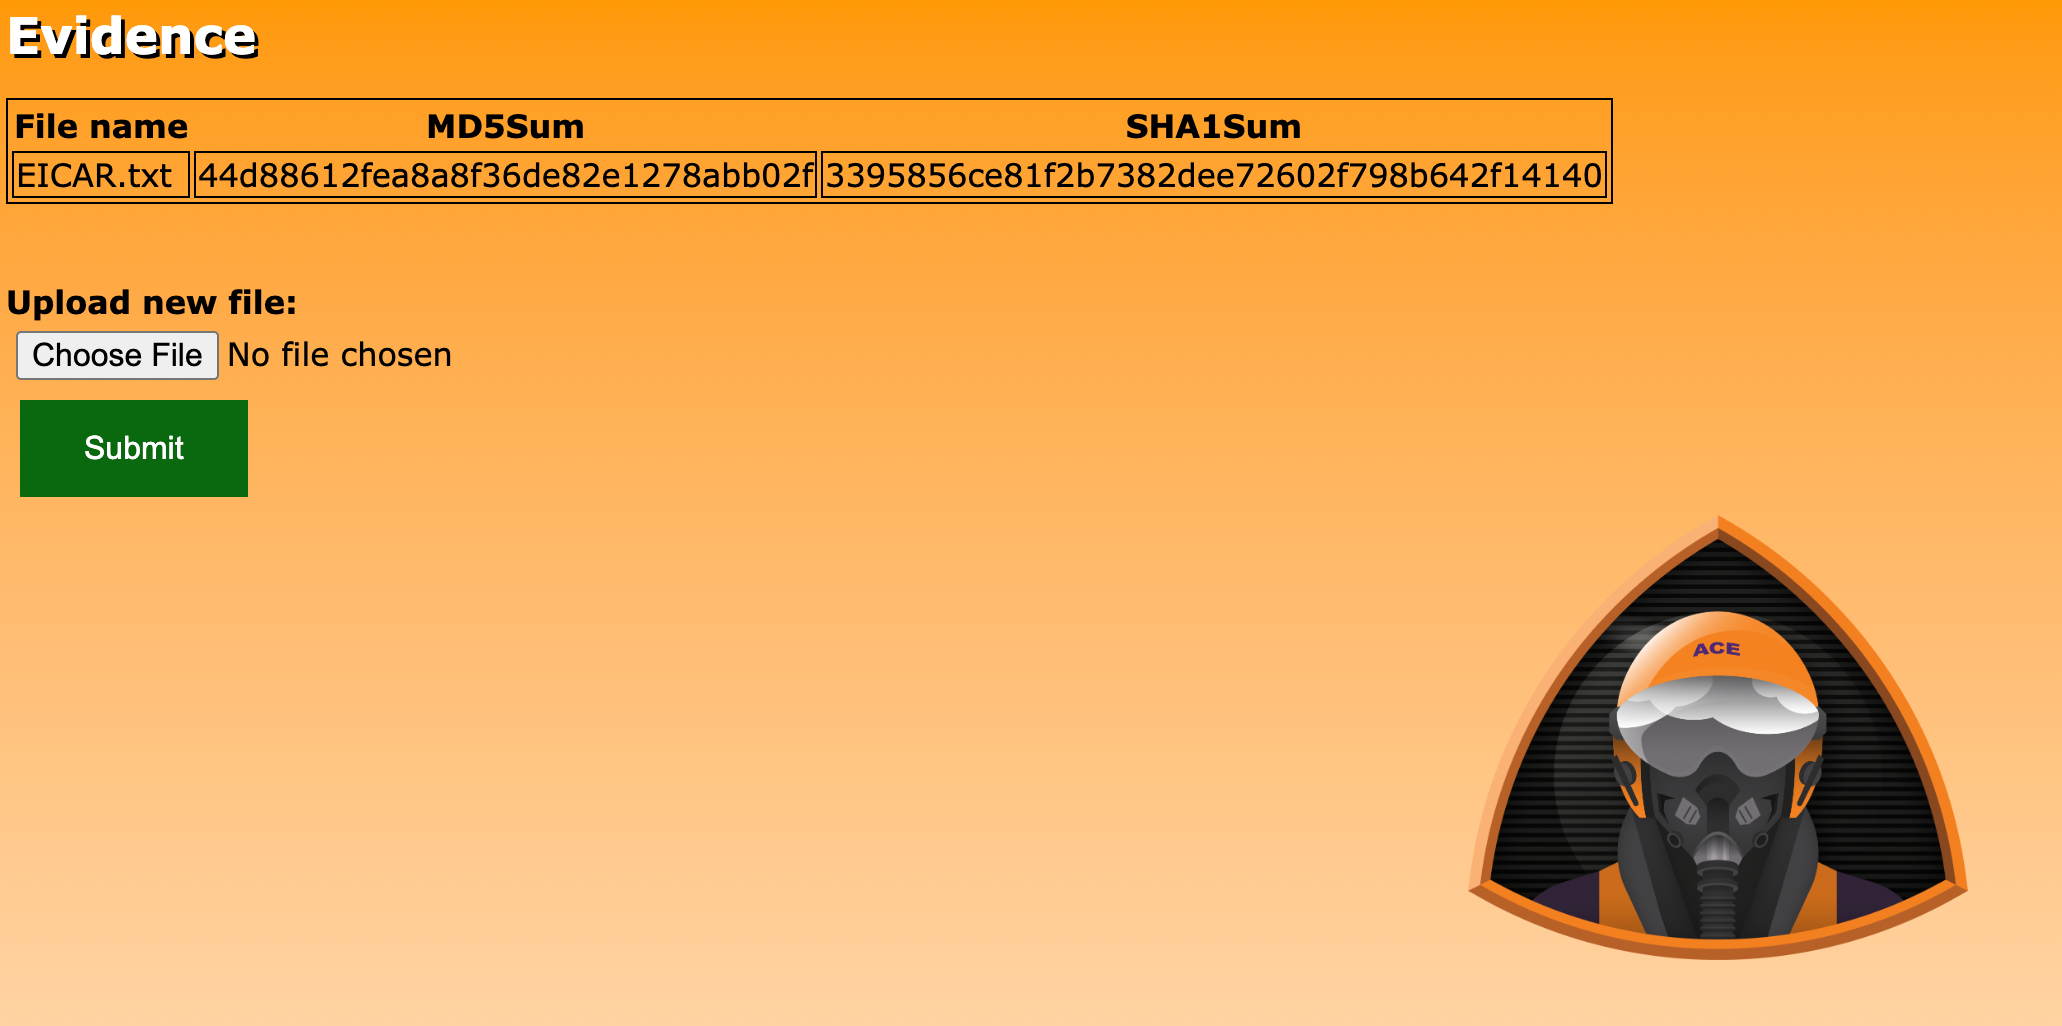 Evidence
File name MD5Sum SHA1Sum
EICAR.txt 44d88612fea8a8f36de82e1278abb02f 3395856ce81f2b7382dee72602f798b642f14140
Upload new file:
Choose File No file chosen
Submit
ACE